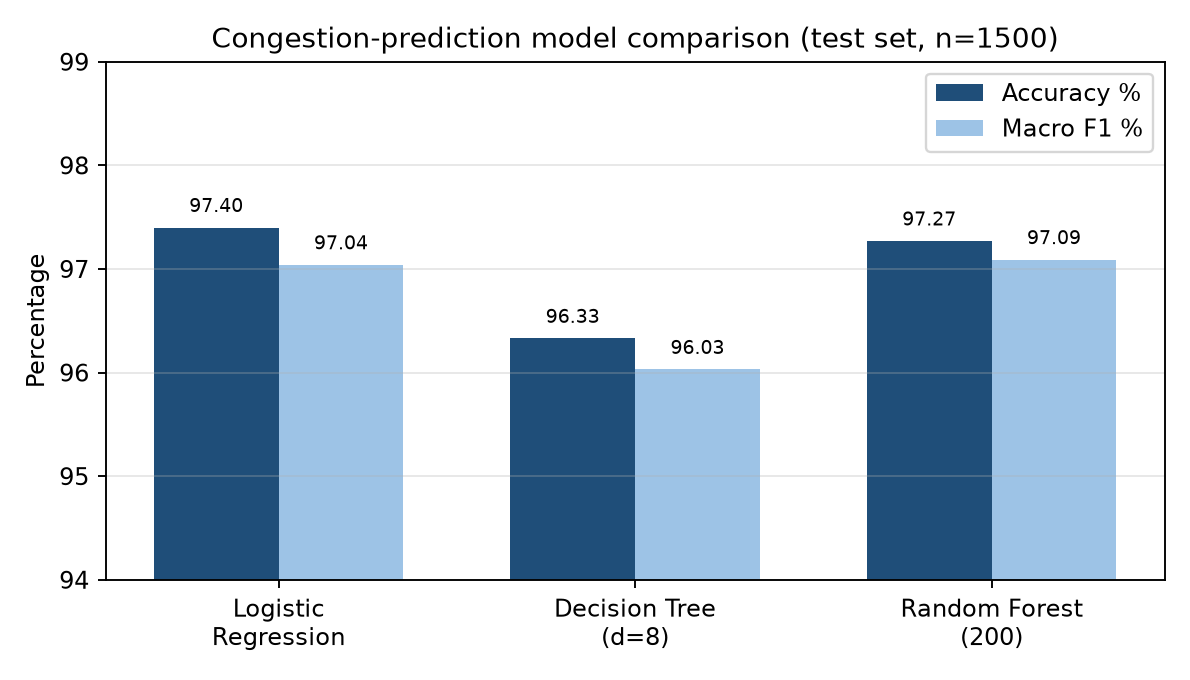 Congestion-prediction model comparison (test set, n=1500)
Accuracy %
Macro F1 %
Percentage
99
98
97
96
95
94
97.40
97.04
96.33
96.03
97.27
97.09
Logistic
Regression
Decision Tree
(d=8)
Random Forest
(200)